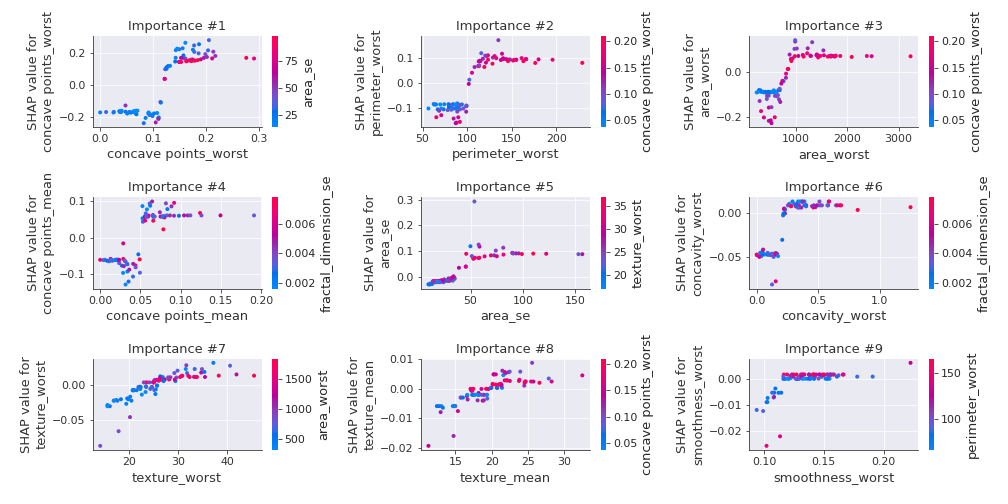 Importance #1
SHAP value for
concave points_worst
0.2
0.0
−0.2
0.0
0.1
0.2
0.3
concave points_worst
75
50
25
area_se
Importance #2
SHAP value for
perimeter_worst
0.1
0.0
−0.1
50
100
150
200
perimeter_worst
0.20
0.15
0.10
0.05
concave points_worst
Importance #3
SHAP value for
area_worst
0.0
−0.2
1000
2000
3000
area_worst
0.20
0.15
0.10
0.05
concave points_worst
Importance #4
SHAP value for
concave points_mean
0.1
0.0
−0.1
0.00
0.05
0.10
0.15
0.20
concave points_mean
0.006
0.004
0.002
fractal_dimension_se
Importance #5
SHAP value for
area_se
0.3
0.2
0.1
0.0
50
100
150
area_se
35
30
25
20
texture_worst
Importance #6
SHAP value for
concavity_worst
0.00
−0.05
0.0
0.5
1.0
concavity_worst
0.006
0.004
0.002
fractal_dimension_se
Importance #7
SHAP value for
texture_worst
0.00
−0.05
20
30
40
texture_worst
1500
1000
500
area_worst
Importance #8
SHAP value for
texture_mean
0.01
0.00
−0.01
−0.02
15
20
25
30
texture_mean
0.20
0.15
0.10
0.05
concave points_worst
Importance #9
SHAP value for
smoothness_worst
0.00
−0.01
−0.02
0.10
0.15
0.20
smoothness_worst
150
100
perimeter_worst